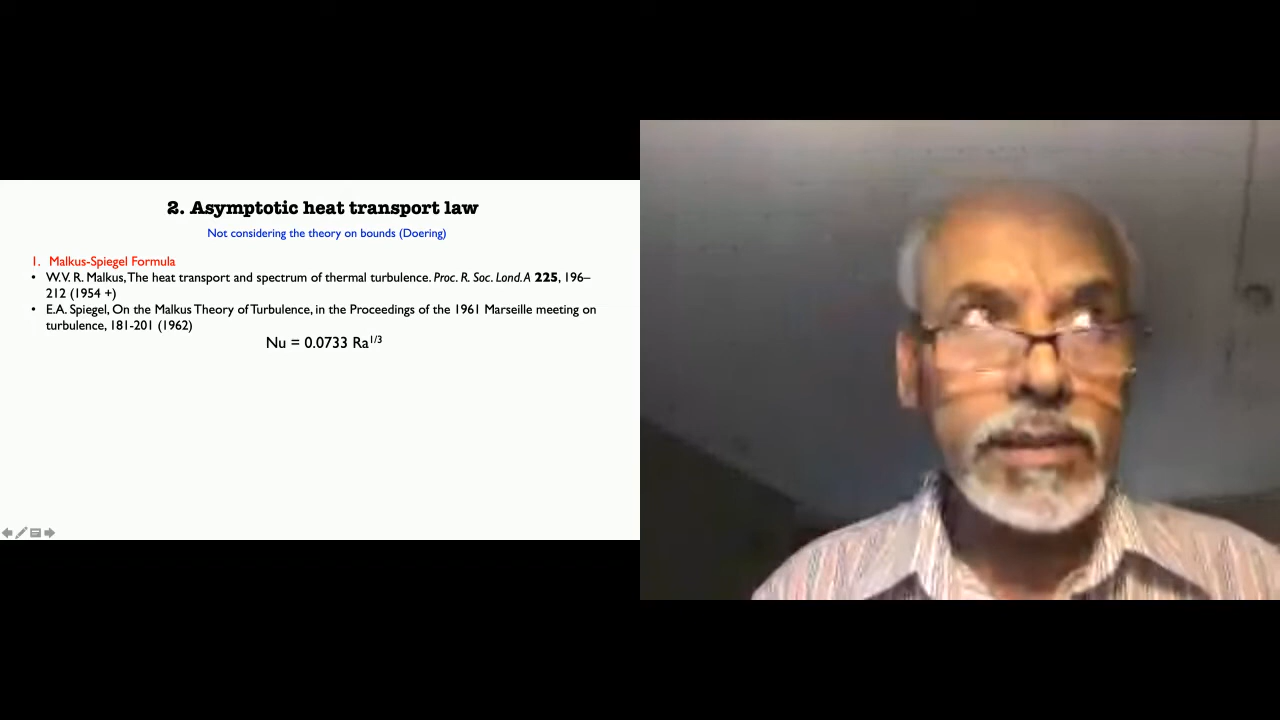 2. Asymptotic heat transport law
Not considering the theory on bounds (Doering)
1. Malkus-Spiegel Formula
• W.V. R. Malkus, The heat transport and spectrum of thermal turbulence. Proc. R. Soc. Lond. A 225, 196–
212 (1954 +)
• E.A. Spiegel, On the Malkus Theory of Turbulence, in the Proceedings of the 1961 Marseille meeting on
turbulence, 181-201 (1962)
Nu = 0.0733 Ra^1/3